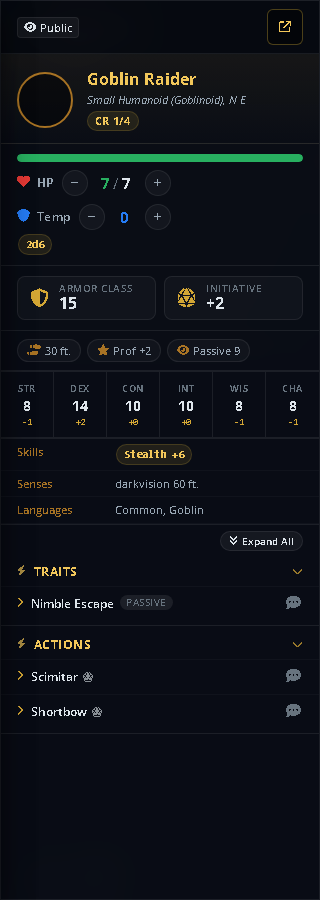 Public
Goblin Raider
Small Humanoid (Goblinoid), N E
CR 1/4
HP − 7 / 7 +
Temp − 0 +
2d6
ARMOR CLASS
15
INITIATIVE
+2
30 ft. Prof +2 Passive 9
STR DEX CON INT WIS CHA
8 14 10 10 8 8
-1 +2 +0 +0 -1 -1
Skills Stealth +6
Senses darkvision 60 ft.
Languages Common, Goblin
Expand All
TRAITS
Nimble Escape PASSIVE
ACTIONS
Scimitar
Shortbow